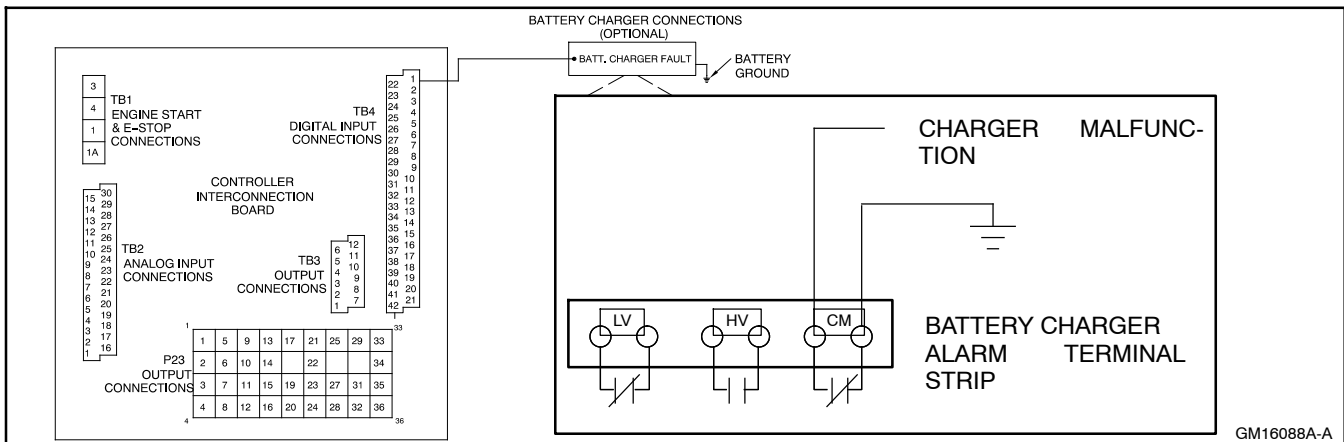 BATTERY CHARGER CONNECTIONS
(OPTIONAL)
BATT. CHARGER FAULT
BATTERY
GROUND
3
4
1
1A
TB1
ENGINE START
& E-STOP
CONNECTIONS
TB4
DIGITAL INPUT
CONNECTIONS
22 1
23 2
24 3
25 4
26 5
27 6
28 7
29 8
30 9
31 10
32 11
33 12
34 13
35 14
36 15
37 16
38 17
39 18
40 19
41 20
42 21
CONTROLLER
INTERCONNECTION
BOARD
15 30
14 29
13 28
12 27
11 26
10 25
9 24
8 23
7 22
6 21
5 20
4 19
3 18
2 17
1 16
TB2
ANALOG INPUT
CONNECTIONS
TB3
OUTPUT
CONNECTIONS
6 12
5 11
4 10
3 9
2 8
1 7
P23
OUTPUT
CONNECTIONS
1 33
1 5 9 13 17 21 25 29 33
2 6 10 14 22 34
3 7 11 15 19 23 27 31 35
4 8 12 16 20 24 28 32 36
4 36
CHARGER MALFUNC-
TION
LV HV CM
BATTERY CHARGER
ALARM TERMINAL
STRIP
GM16088A-A